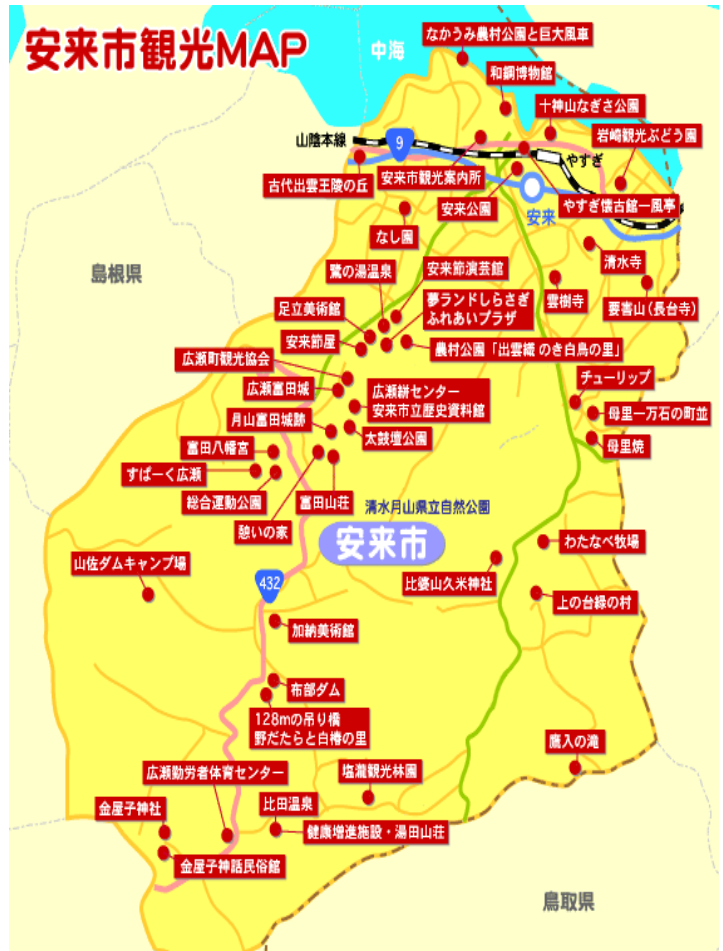 安来市観光MAP
中海
なかうみ農村公園と巨大風車
和鋼博物館
十神山なぎさ公園
山陰本線
9
岩崎観光ぶどう園
やすぎ
古代出雲王陵の丘
安来市観光案内所
安来公園
安来
やすぎ懐古館一風亭
なし園
清水寺
島根県
鷺の湯温泉
安来節演芸館
雲樹寺
要害山(長台寺)
足立美術館
夢ランドしらさぎ
ふれあいプラザ
安来節屋
農村公園「出雲織 のき白鳥の里」
広瀬町観光協会
チューリップ
広瀬富田城
広瀬絣センター
安来市立歴史資料館
母里一万石の町並
月山富田城跡
太鼓壇公園
母里焼
富田八幡宮
すぱーく広瀬
総合運動公園
富田山荘
清水月山県立自然公園
憩いの家
安来市
わたなべ牧場
山佐ダムキャンプ場
432
比婆山久米神社
上の台緑の村
加納美術館
布部ダム
128mの吊り橋
野だたらと白椿の里
鷹入の滝
広瀬勤労者体育センター
塩瀧観光林園
金屋子神社
比田温泉
健康増進施設・湯田山荘
金屋子神話民俗館
鳥取県